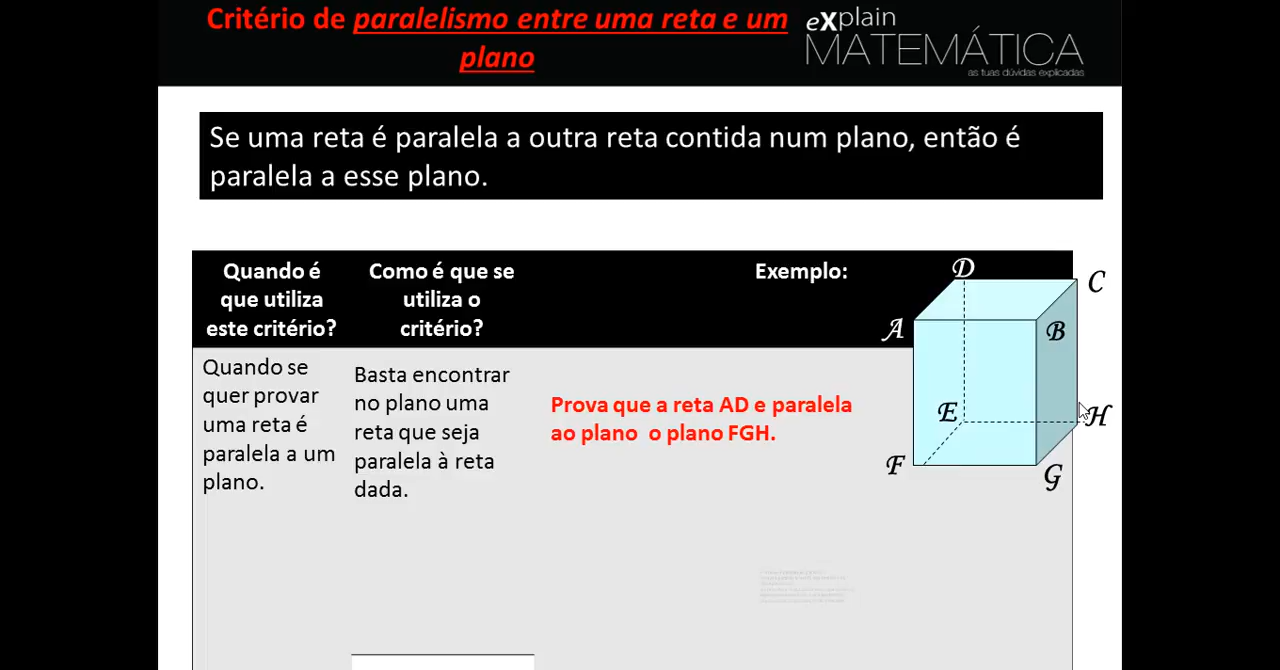 Critério de paralelismo entre uma reta e um
plano
eXplain
MATEMÁTICA
as tuas dúvidas explicadas
Se uma reta é paralela a outra reta contida num plano, então é
paralela a esse plano.
Quando é
que utiliza
este critério?
Como é que se
utiliza o
critério?
Exemplo:
Quando se
quer provar
uma reta é
paralela a um
plano.
Basta encontrar
no plano uma
reta que seja
paralela à reta
dada.
Prova que a reta AD e paralela
ao plano o plano FGH.
D
C
A
B
E
H
F
G